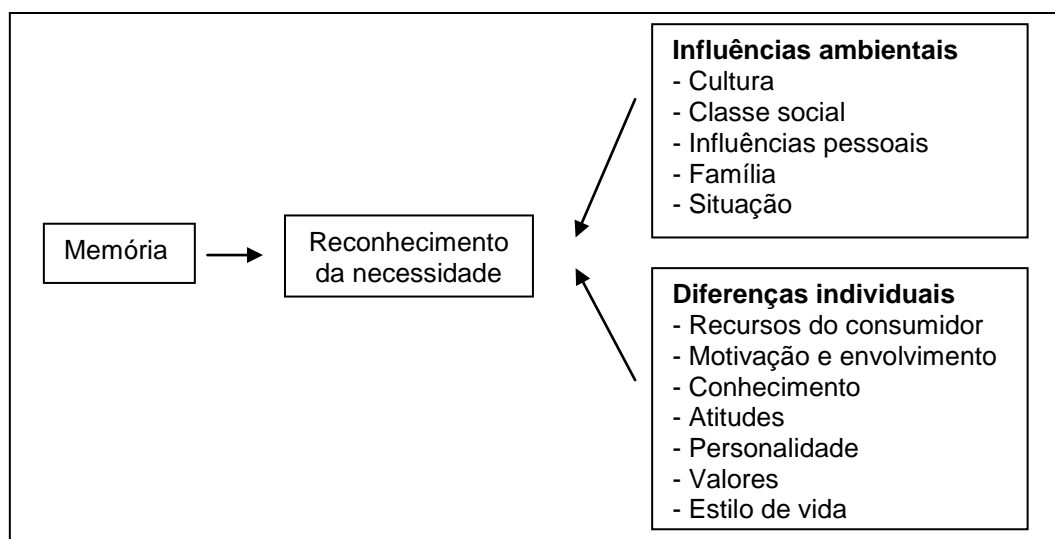 Memória
Reconhecimento
da necessidade
Influências ambientais
- Cultura
- Classe social
- Influências pessoais
- Família
- Situação
Diferenças individuais
- Recursos do consumidor
- Motivação e envolvimento
- Conhecimento
- Atitudes
- Personalidade
- Valores
- Estilo de vida